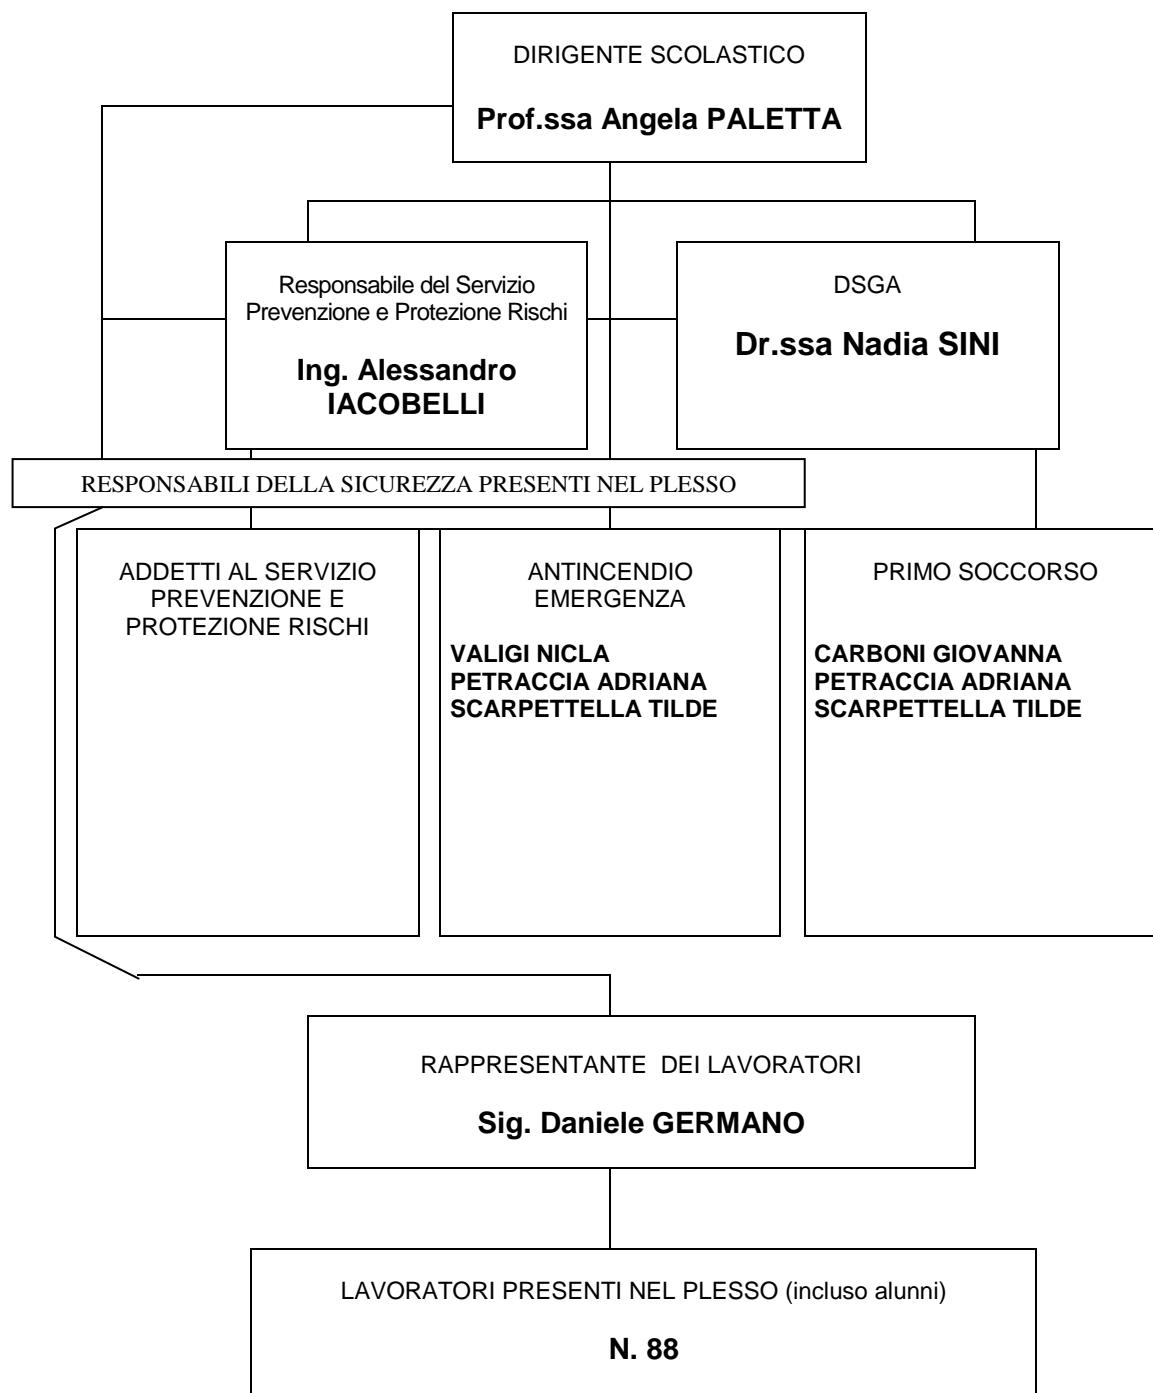 DIRIGENTE SCOLASTICO
Prof.ssa Angela PALETTA
Responsabile del Servizio
Prevenzione e Protezione Rischi
Ing. Alessandro
IACOBELLI
DSGA
Dr.ssa Nadia SINI
RESPONSABILI DELLA SICUREZZA PRESENTI NEL PLESSO
ADDETTI AL SERVIZIO
PREVENZIONE E
PROTEZIONE RISCHI
ANTINCENDIO
EMERGENZA
VALIGI NICLA
PETRACCIA ADRIANA
SCARPETTELLA TILDE
PRIMO SOCCORSO
CARBONI GIOVANNA
PETRACCIA ADRIANA
SCARPETTELLA TILDE
RAPPRESENTANTE  DEI LAVORATORI
Sig. Daniele GERMANO
LAVORATORI PRESENTI NEL PLESSO (incluso alunni)
N. 88